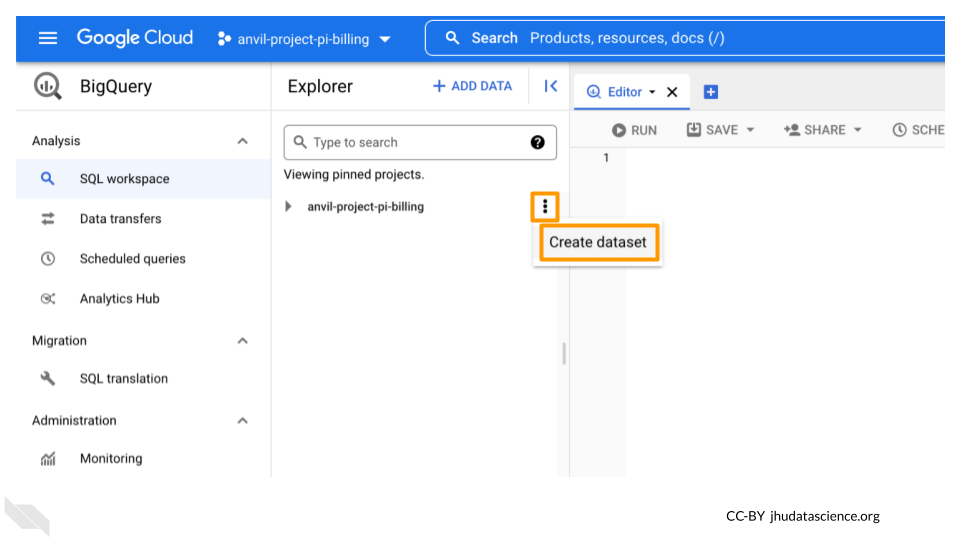 Google Cloud
anvil-project-pi-billing
Search Products, resources, docs (/)
BigQuery
Analysis
SQL workspace
Data transfers
Scheduled queries
Analytics Hub
Migration
SQL translation
Administration
Monitoring
Explorer
+ ADD DATA
Type to search
Viewing pinned projects.
anvil-project-pi-billing
Create dataset
Editor
RUN
SAVE
SHARE
SCHE
1
CC-BY jhudatascience.org